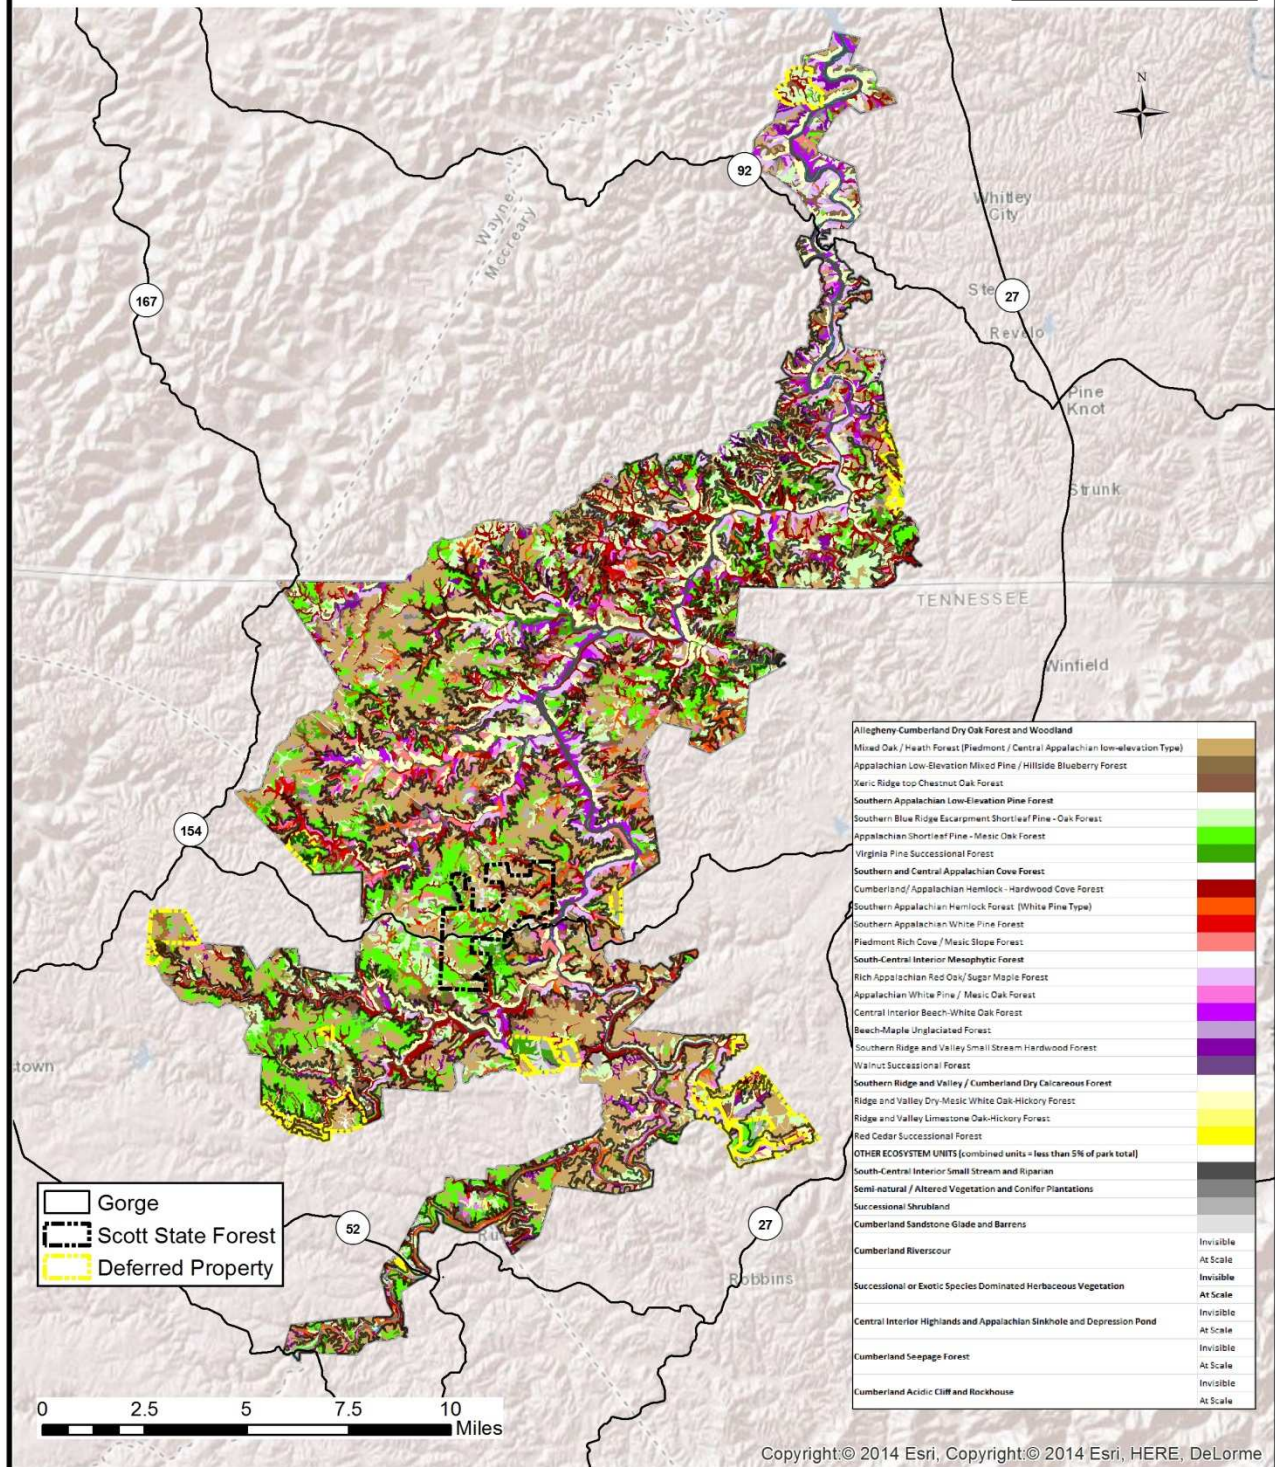 N
92
Whitley
City
Wayne
Mccreary
167
27
Revelo
Pine
Knot
Strunk
TENNESSEE
Winfield
154
Allegheny-Cumberland Dry Oak Forest and Woodland
Mixed Oak / Heath Forest (Piedmont / Central Appalachian low-elevation Type)
Appalachian Low-Elevation Mixed Pine / Hillside Blueberry Forest
Xeric Ridge top Chestnut Oak Forest
Southern Appalachian Low-Elevation Pine Forest
Southern Blue Ridge Escarpment Shortleaf Pine - Oak Forest
Appalachian Shortleaf Pine - Mesic Oak Forest
Virginia Pine Successional Forest
Southern and Central Appalachian Cove Forest
Cumberland/ Appalachian Hemlock - Hardwood Cove Forest
Southern Appalachian Hemlock Forest (White Pine Type)
Southern Appalachian White Pine Forest
Piedmont Rich Cove / Mesic Slope Forest
South-Central Interior Mesophytic Forest
Rich Appalachian Red Oak/ Sugar Maple Forest
Appalachian White Pine / Mesic Oak Forest
Central Interior Beech-White Oak Forest
Beech-Maple Unglaciated Forest
Southern Ridge and Valley Small Stream Hardwood Forest
Walnut Successional Forest
Southern Ridge and Valley / Cumberland Dry Calcareous Forest
Ridge and Valley Dry-Mesic White Oak-Hickory Forest
Ridge and Valley Limestone Oak-Hickory Forest
Red Cedar Successional Forest
OTHER ECOSYSTEM UNITS (combined units = less than 5% of park total)
South-Central Interior Small Stream and Riparian
Semi-natural / Altered Vegetation and Conifer Plantations
Successional Shrubland
Cumberland Sandstone Glade and Barrens
Cumberland Riverscour Invisible
At Scale
Successional or Exotic Species Dominated Herbaceous Vegetation Invisible
At Scale
Central Interior Highlands and Appalachian Sinkhole and Depression Pond Invisible
At Scale
Cumberland Seepage Forest Invisible
At Scale
Cumberland Acidic Cliff and Rockhouse Invisible
At Scale
stown
Gorge
Scott State Forest
Deferred Property
52
27
Robbins
0 2.5 5 7.5 10
Miles
Copyright:© 2014 Esri, Copyright:© 2014 Esri, HERE, DeLorme